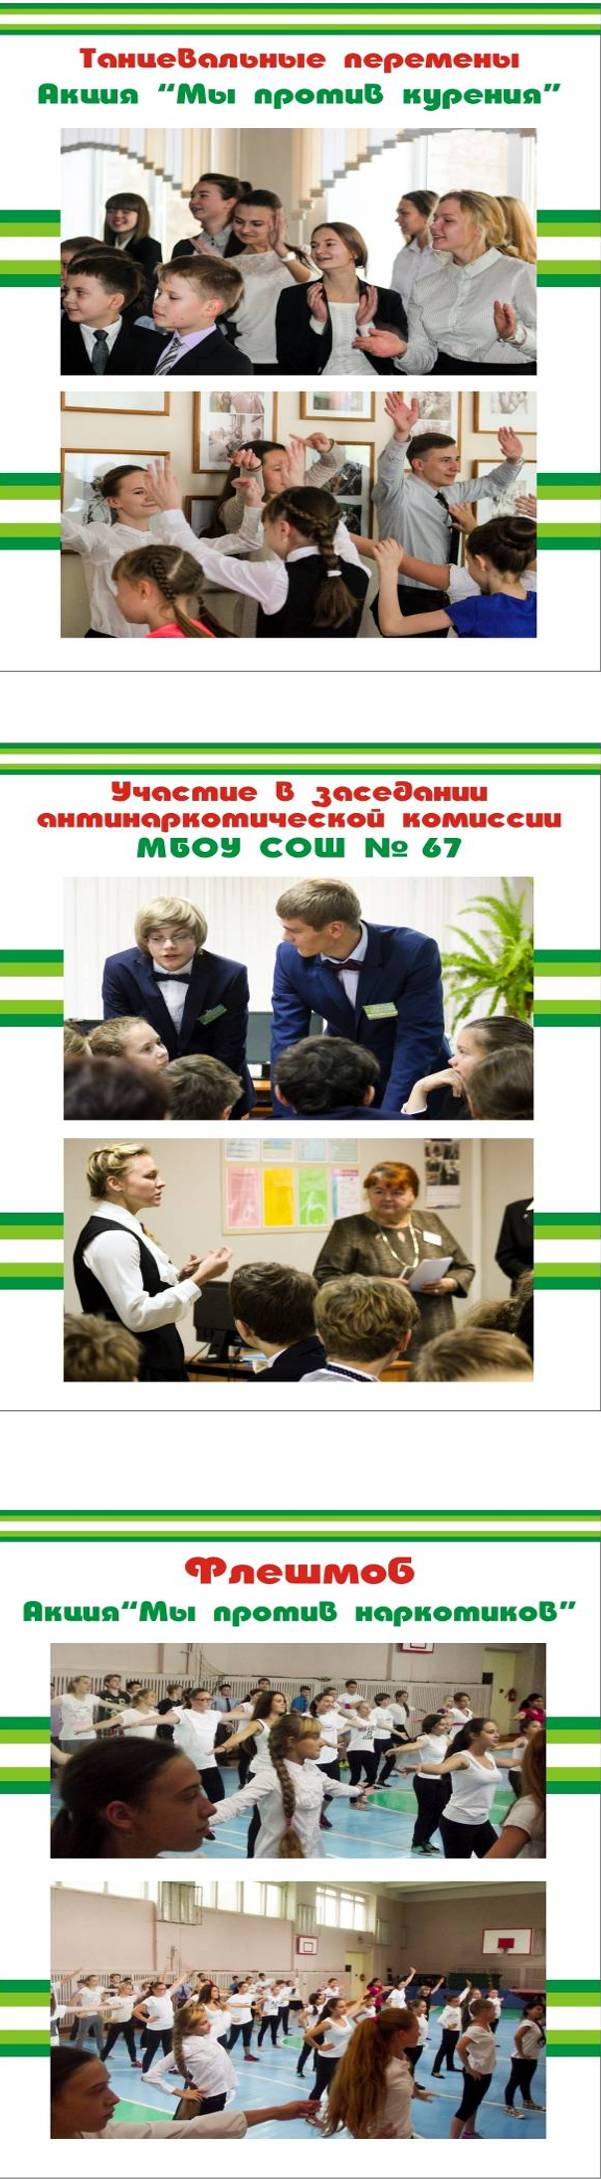 Танцевальные перемены
Акция “Мы против курения”
Участие в заседании
антинаркотической комиссии
МБОУ СОШ № 67
Флешмоб
Акция“Мы против наркотиков”